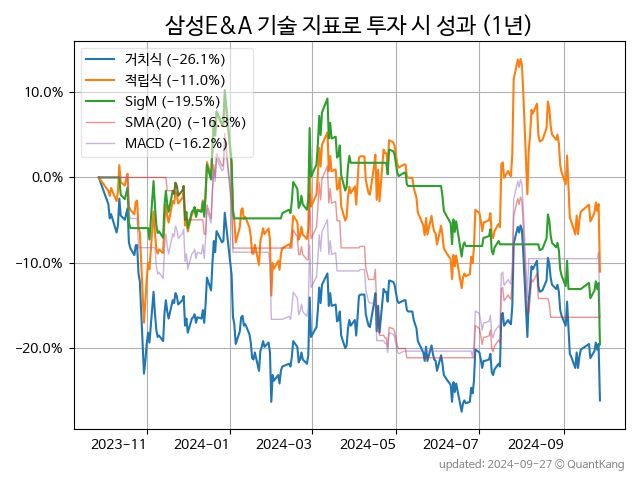 삼성E&A 기술 지표로 투자 시 성과 (1년)
거치식 (−26.1%)
적립식 (−11.0%)
SigM (−19.5%)
SMA(20) (−16.3%)
MACD (−16.2%)
10.0%
0.0%
−10.0%
−20.0%
2023-11 2024-01 2024-03 2024-05 2024-07 2024-09
updated: 2024-09-27 © QuantKang